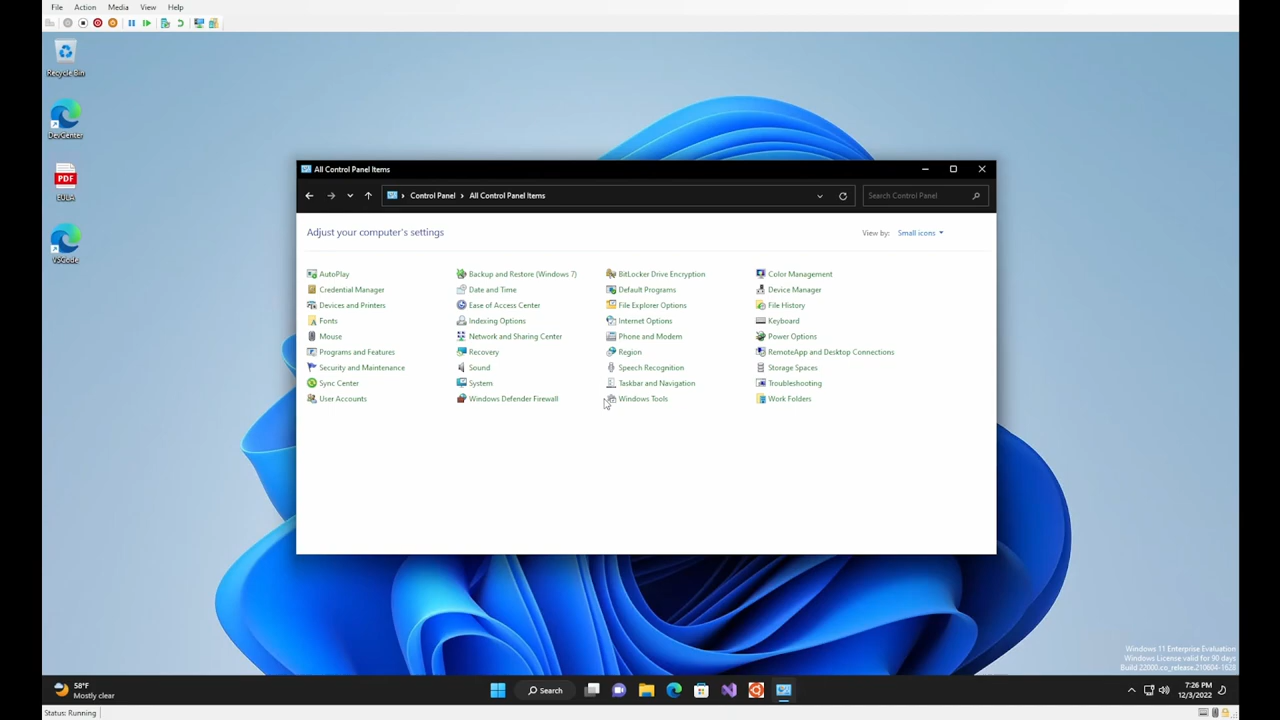 File Action Media View Help
Recycle Bin
DevCenter
PDF
EULA
VSCode
All Control Panel Items
Control Panel All Control Panel Items
Search Control Panel
Adjust your computer's settings
View by: Small icons
AutoPlay Backup and Restore (Windows 7) BitLocker Drive Encryption Color Management
Credential Manager Date and Time Default Programs Device Manager
Devices and Printers Ease of Access Center File Explorer Options File History
Fonts Indexing Options Internet Options Keyboard
Mouse Network and Sharing Center Phone and Modem Power Options
Programs and Features Recovery Region RemoteApp and Desktop Connections
Security and Maintenance Sound Speech Recognition Storage Spaces
Sync Center System Taskbar and Navigation Troubleshooting
User Accounts Windows Defender Firewall Windows Tools Work Folders
Windows 11 Enterprise Evaluation
Windows License valid for 90 days
Build 22000.co_release.210604-1628
58°F
Mostly clear
Search
7:26 PM
12/3/2022
Status: Running